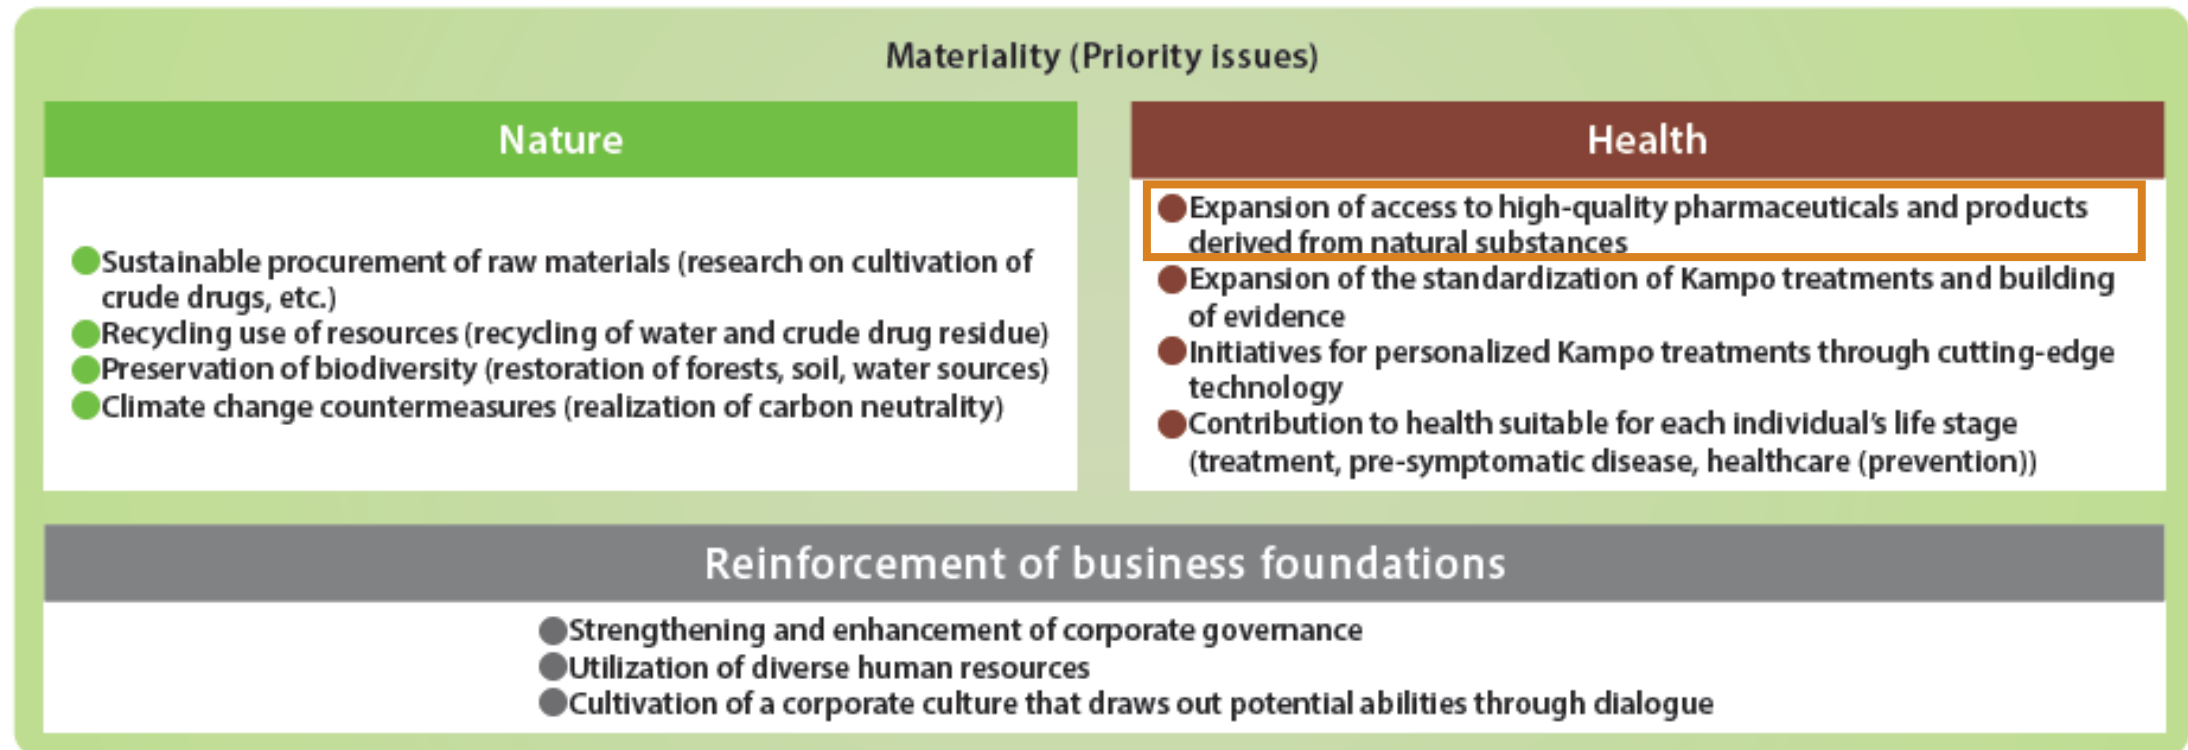 Materiality (Priority issues)
Nature
●Sustainable procurement of raw materials (research on cultivation of
crude drugs, etc.)
●Recycling use of resources (recycling of water and crude drug residue)
●Preservation of biodiversity (restoration of forests, soil, water sources)
●Climate change countermeasures (realization of carbon neutrality)
Health
●Expansion of access to high-quality pharmaceuticals and products
derived from natural substances
●Expansion of the standardization of Kampo treatments and building
of evidence
●Initiatives for personalized Kampo treatments through cutting-edge
technology
●Contribution to health suitable for each individual's life stage
(treatment, pre-symptomatic disease, healthcare (prevention))
Reinforcement of business foundations
●Strengthening and enhancement of corporate governance
●Utilization of diverse human resources
●Cultivation of a corporate culture that draws out potential abilities through dialogue